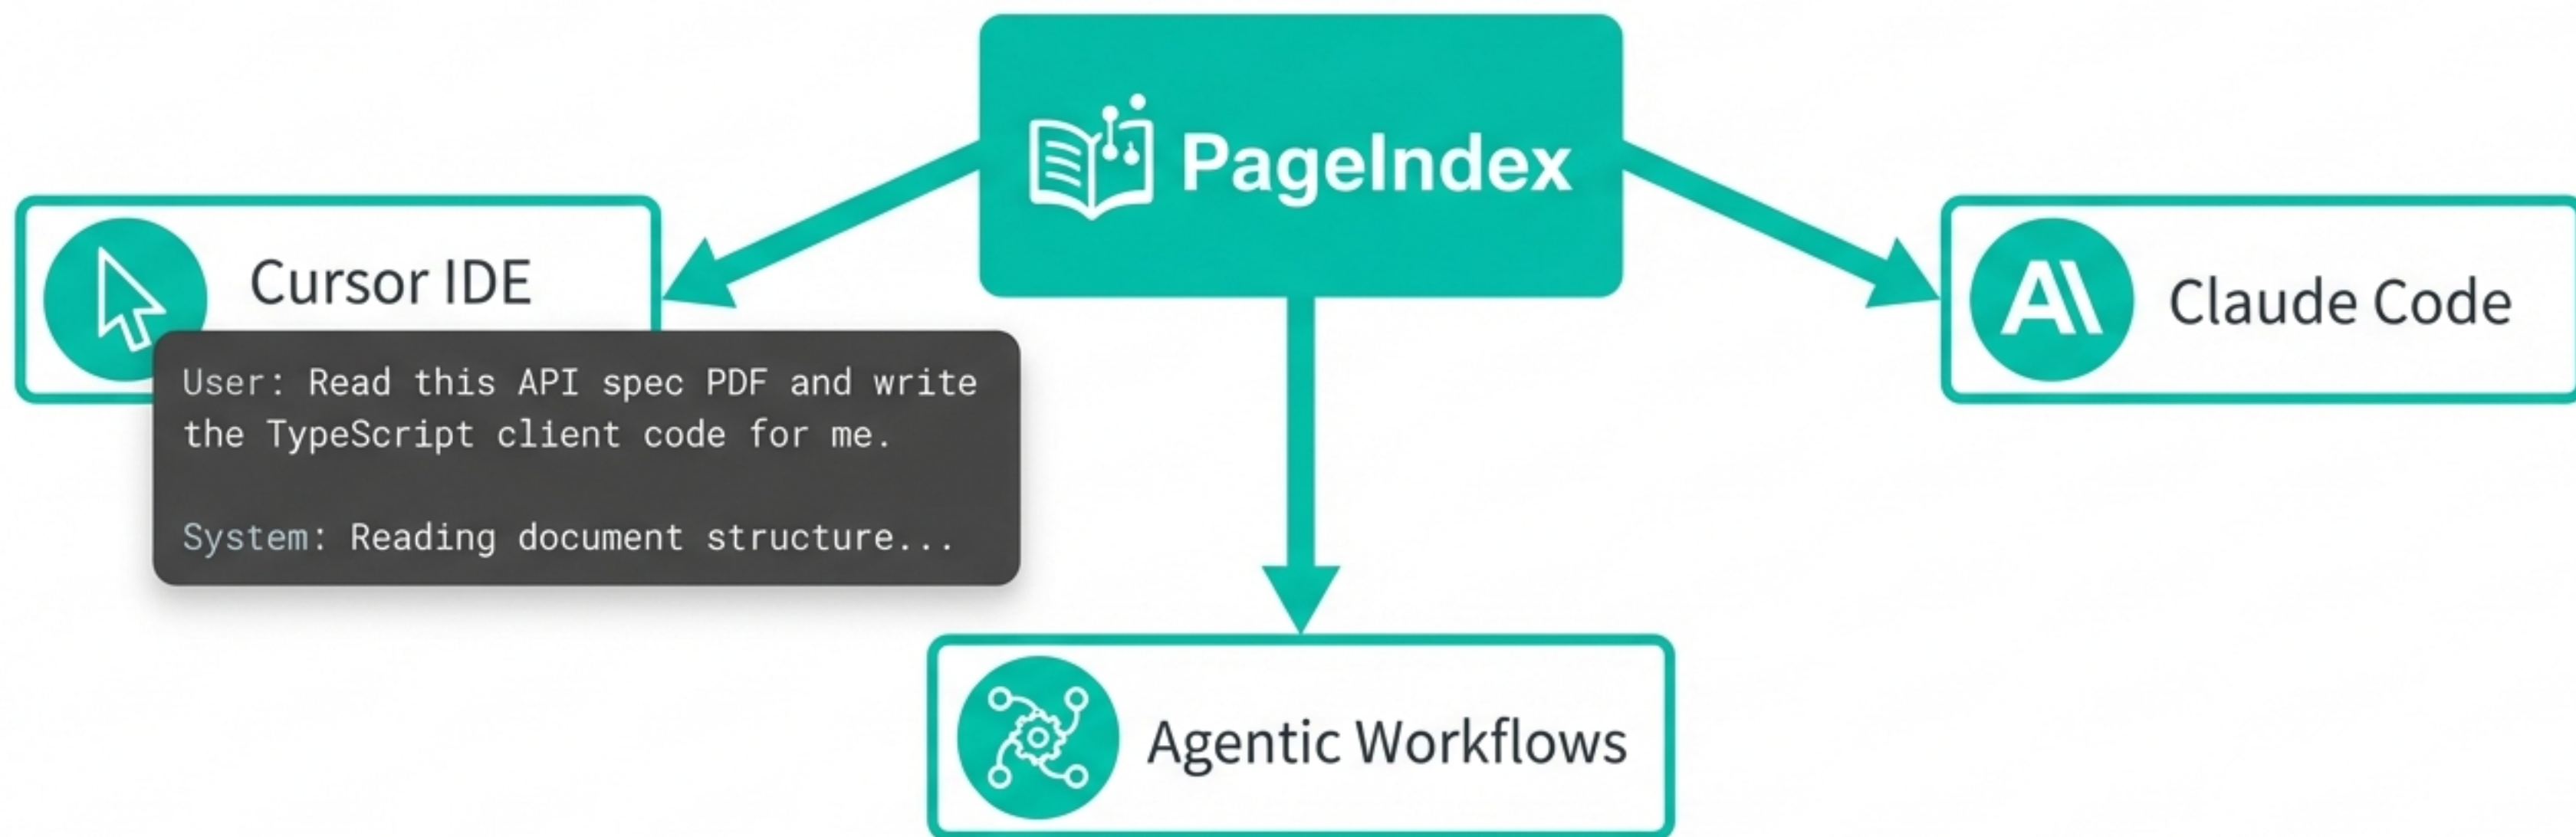 PageIndex
Cursor IDE
Claude Code
User: Read this API spec PDF and write
the TypeScript client code for me.
System: Reading document structure...
Agentic Workflows